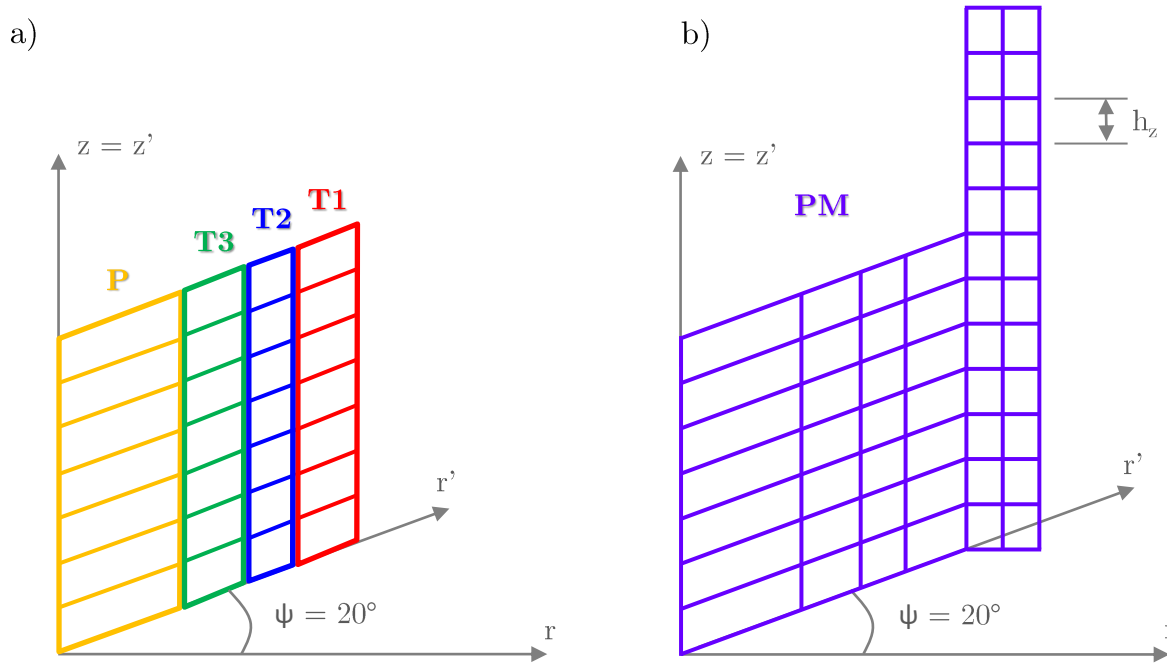 a)
z = z'
P
T3
T2
T1
r'
r
ψ = 20°
b)
z = z'
PM
h_z
r'
ψ = 20°